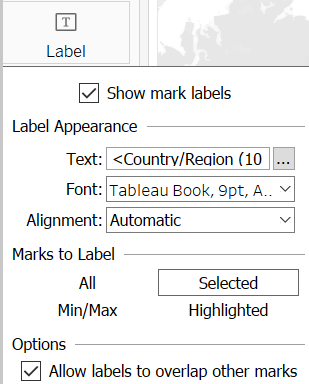 T
Label
Show mark labels
Label Appearance
Text: <Country/Region (10 ...
Font: Tableau Book, 9pt, A..
Alignment: Automatic
Marks to Label
All Selected
Min/Max Highlighted
Options
Allow labels to overlap other marks